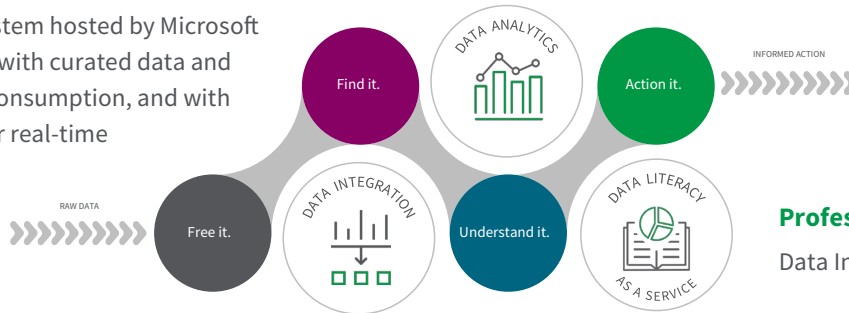 stem hosted by Microsoft
with curated data and
onsumption, and with
r real-time
RAW DATA
Free it.
Find it.
DATA INTEGRATION
DATA ANALYTICS
Understand it.
Action it.
DATA LITERACY
AS A SERVICE
INFORMED ACTION
Profes
Data In